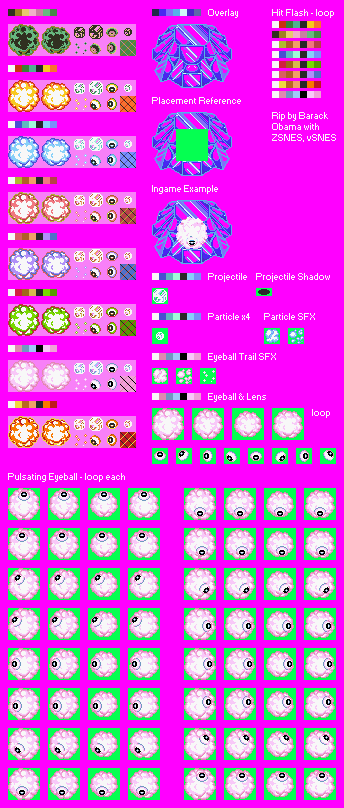 Overlay
Hit Flash - loop
Placement Reference
Rip by Barack
Obama with
ZSNES, vSNES
Ingame Example
Projectile
Projectile Shadow
Particle x4
Particle SFX
Eyeball Trail SFX
Eyeball & Lens
loop
Pulsating Eyeball - loop each